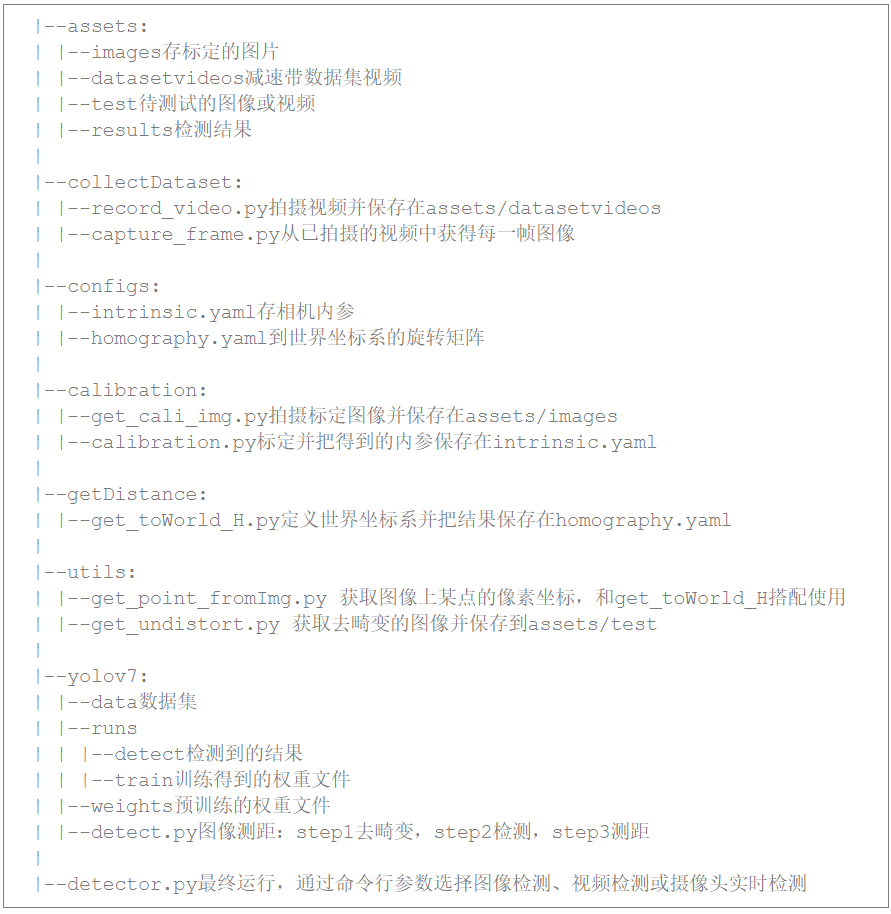 |--assets:
| |--images存标定的图片
| |--datasetvideos减速带数据集视频
| |--test待测试的图像或视频
| |--results检测结果
|
|--collectDataset:
| |--record_video.py拍摄视频并保存在assets/datasetvideos
| |--capture_frame.py从已拍摄的视频中获得每一帧图像
|
|--configs:
| |--intrinsic.yaml存相机内参
| |--homography.yaml到世界坐标系的旋转矩阵
|
|--calibration:
| |--get_cali_img.py拍摄标定图像并保存在assets/images
| |--calibration.py标定并把得到的内参保存在intrinsic.yaml
|
|--getDistance:
| |--get_toWorld_H.py定义世界坐标系并把结果保存在homography.yaml
|
|--utils:
| |--get_point_fromImg.py 获取图像上某点的像素坐标，和get_toWorld_H搭配使用
| |--get_undistort.py 获取去畸变的图像并保存到assets/test
|
|--yolov7:
| |--data数据集
| |--runs
| | |--detect检测到的结果
| | |--train训练得到的权重文件
| |--weights预训练的权重文件
| |--detect.py图像测距：step1去畸变，step2检测，step3测距
|
|--detector.py最终运行，通过命令行参数选择图像检测、视频检测或摄像头实时检测